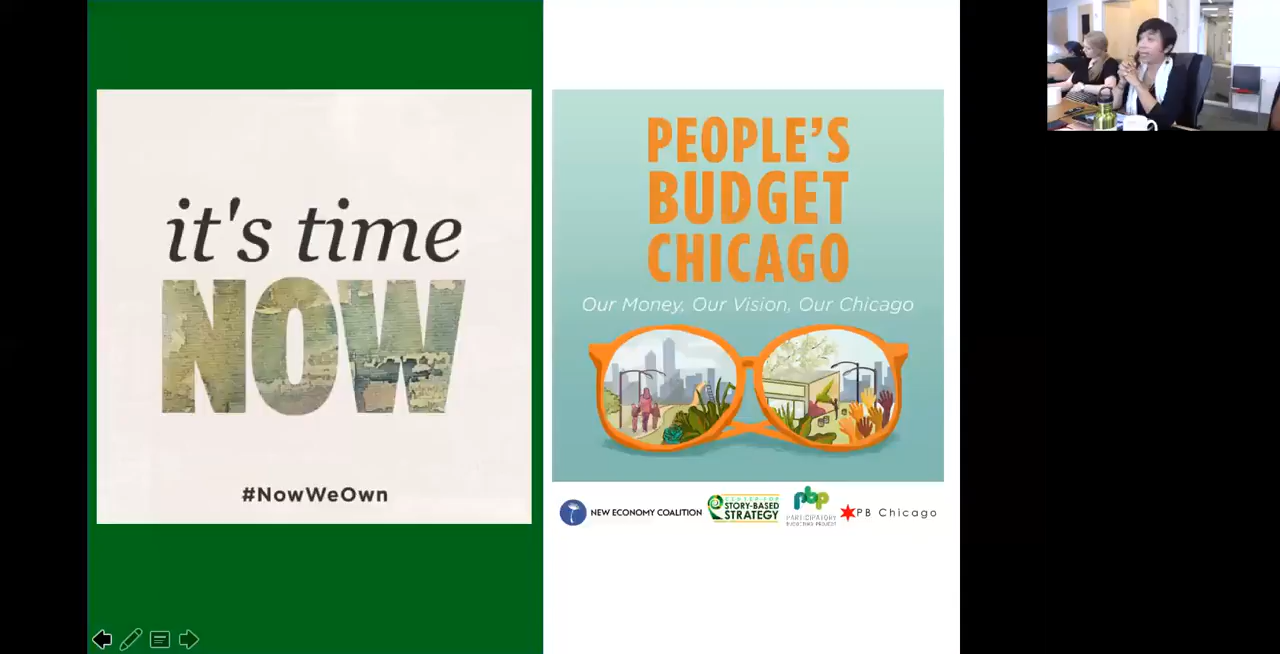 it's time
NOW
#NowWeOwn
PEOPLE'S
BUDGET
CHICAGO
Our Money, Our Vision, Our Chicago
NEW ECONOMY COALITION
CENTER FOR
STORY-BASED
STRATEGY
pbp
PARTICIPATORY
BUDGETING PROJECT
PB Chicago